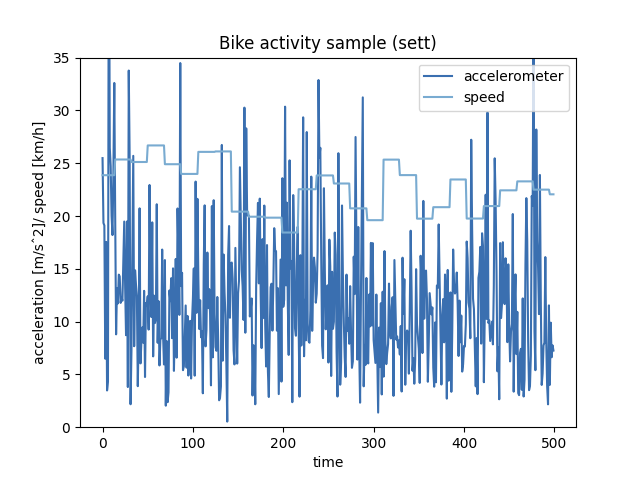 Bike activity sample (sett)
accelerometer
speed
acceleration [m/s^2]/ speed [km/h]
35
30
25
20
15
10
5
0
0 100 200 300 400 500
time